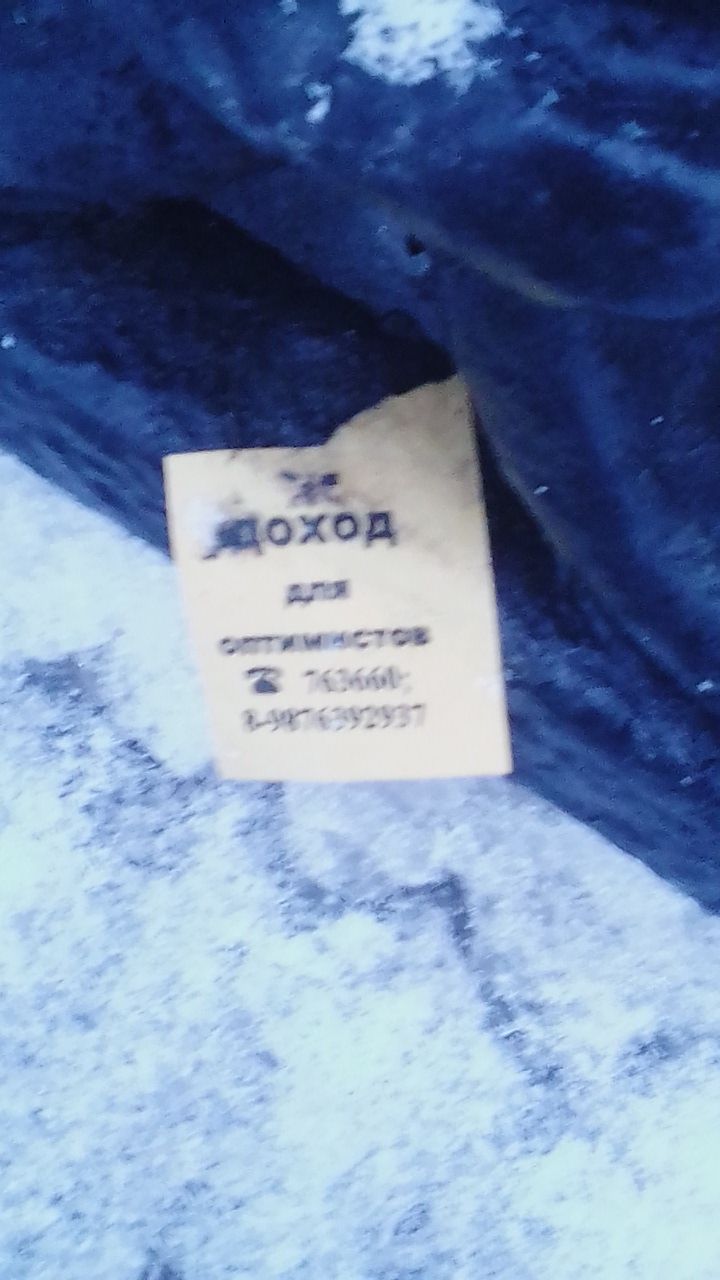 ДОХОД
для
оптимистов
☎ 763660;
8-9876392937